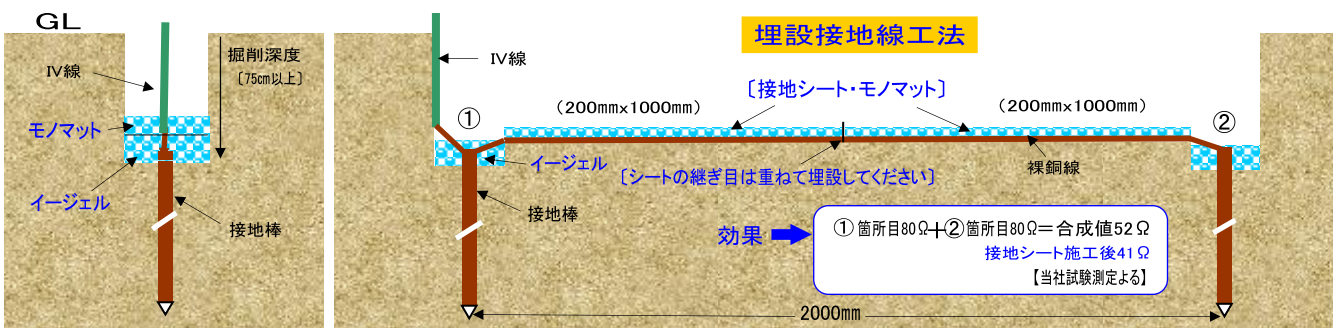 GL
IV線
掘削深度
〔75cm以上〕
モノマット
イージェル
接地棒
埋設接地線工法
IV線
〔接地シート・モノマット〕
(200mm×1000mm)
(200mm×1000mm)
①
②
イージェル
裸銅線
〔シートの継ぎ目は重ねて埋設してください〕
接地棒
効果
①箇所目80Ω+②箇所目80Ω=合成値52Ω
接地シート施工後41Ω
【当社試験測定よる】
2000mm